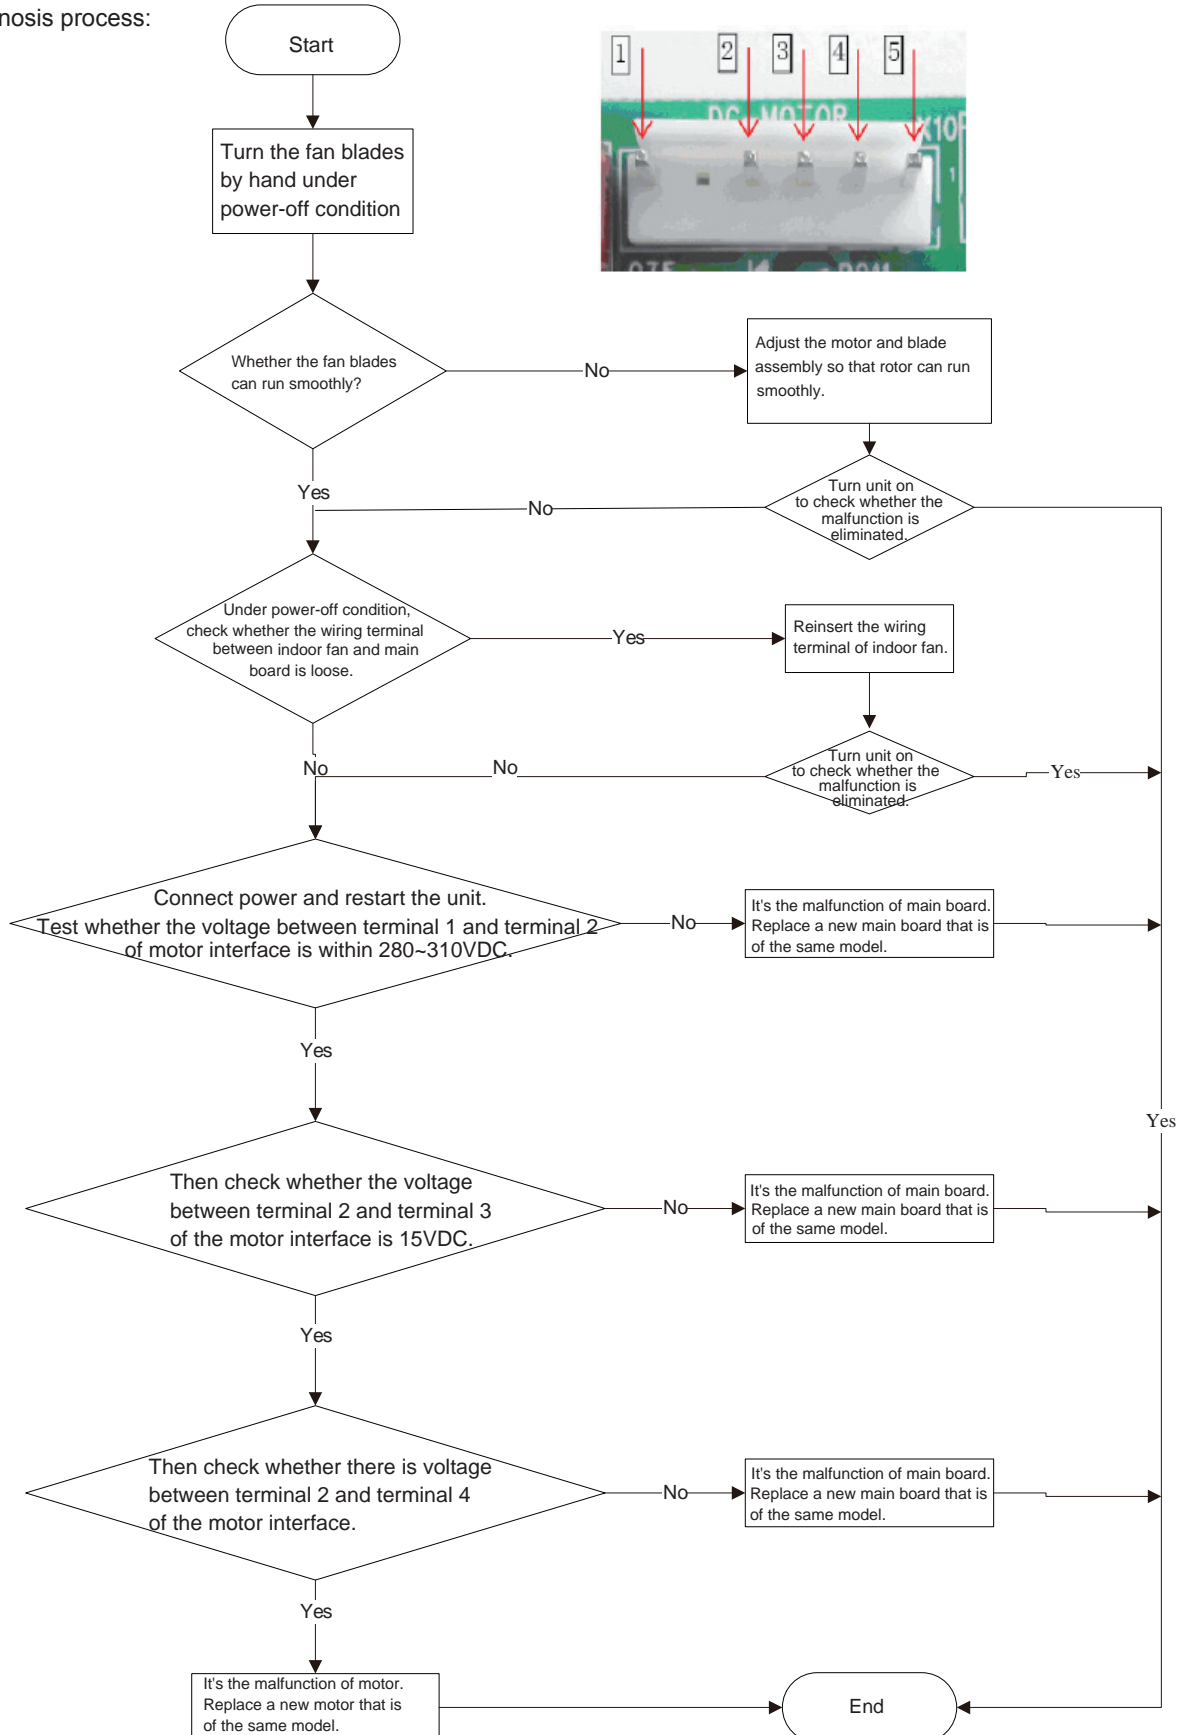 nosis process:
Start
1 2 3 4 5
DC MOTOR
X10
1
Turn the fan blades
by hand under
power-off condition
Whether the fan blades
can run smoothly?
No
Adjust the motor and blade
assembly so that rotor can run
smoothly.
Yes
Turn unit on
to check whether the
malfunction is
eliminated.
No
Under power-off condition,
check whether the wiring terminal
between indoor fan and main
board is loose.
Yes
Reinsert the wiring
terminal of indoor fan.
No
No
Turn unit on
to check whether the
malfunction is
eliminated.
Yes
Connect power and restart the unit.
Test whether the voltage between terminal 1 and terminal 2
of motor interface is within 280~310VDC.
No
It's the malfunction of main board.
Replace a new main board that is
of the same model.
Yes
Yes
Then check whether the voltage
between terminal 2 and terminal 3
of the motor interface is 15VDC.
No
It's the malfunction of main board.
Replace a new main board that is
of the same model.
Yes
Then check whether there is voltage
between terminal 2 and terminal 4
of the motor interface.
No
It's the malfunction of main board.
Replace a new main board that is
of the same model.
Yes
It's the malfunction of motor.
Replace a new motor that is
of the same model.
End